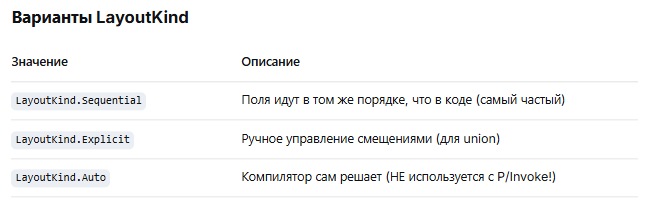 Варианты LayoutKind
Значение Описание
LayoutKind.Sequential Поля идут в том же порядке, что в коде (самый частый)
LayoutKind.Explicit Ручное управление смещениями (для union)
LayoutKind.Auto Компилятор сам решает (НЕ используется с P/Invoke!)